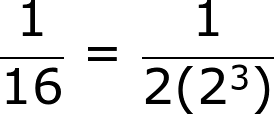 1/16 = 1/2(2³)